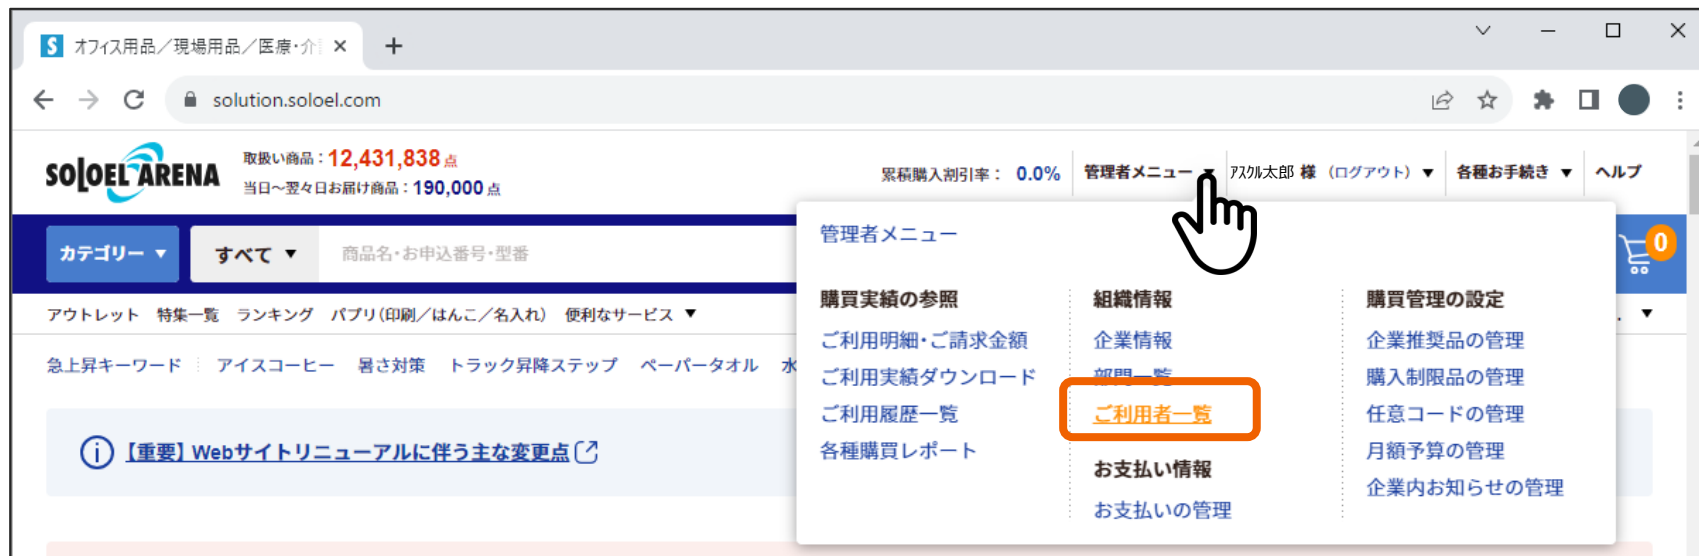 オフィス用品／現場用品／医療・介
solution.soloel.com
SOLOEL ARENA
取扱い商品：12,431,838 点
当日～翌々日お届け商品：190,000 点
累積購入割引率： 0.0%
管理者メニュー ▼
ｱｽｸﾙ太郎 様 （ログアウト） ▼
各種お手続き ▼
ヘルプ
カテゴリー ▼
すべて ▼
商品名・お申込番号・型番
0
アウトレット 特集一覧 ランキング パプリ（印刷／はんこ／名入れ） 便利なサービス ▼
急上昇キーワード アイスコーヒー 暑さ対策 トラック昇降ステップ ペーパータオル 水
【重要】Webサイトリニューアルに伴う主な変更点
管理者メニュー
購買実績の参照
ご利用明細・ご請求金額
ご利用実績ダウンロード
ご利用履歴一覧
各種購買レポート
組織情報
企業情報
部門一覧
ご利用者一覧
お支払い情報
お支払いの管理
購買管理の設定
企業推奨品の管理
購入制限品の管理
任意コードの管理
月額予算の管理
企業内お知らせの管理